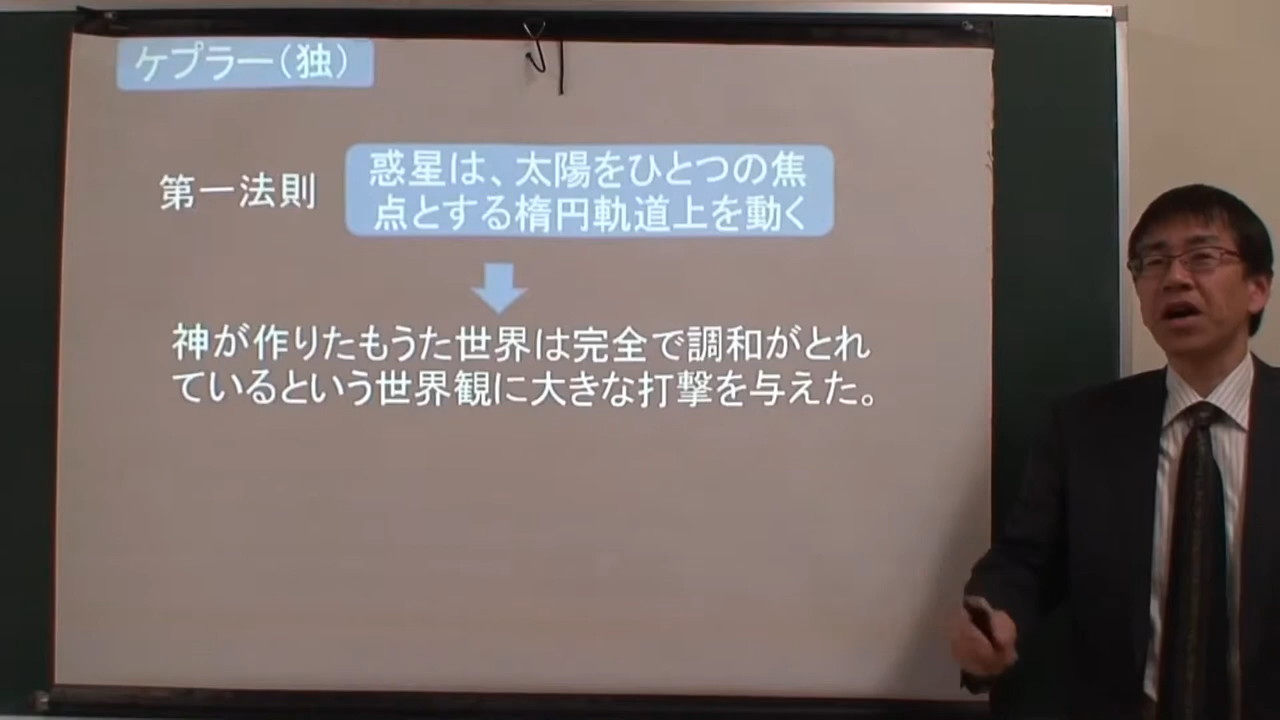 ケプラー(独)
第一法則
惑星は、太陽をひとつの焦
点とする楕円軌道上を動く
神が作りたもうた世界は完全で調和がとれ
ているという世界観に大きな打撃を与えた。